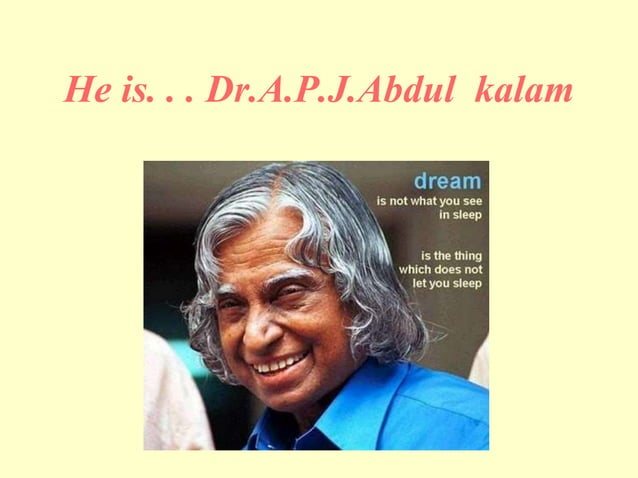 He is. . . Dr.A.P.J.Abdul kalam
dream
is not what you see
in sleep
is the thing
which does not
let you sleep